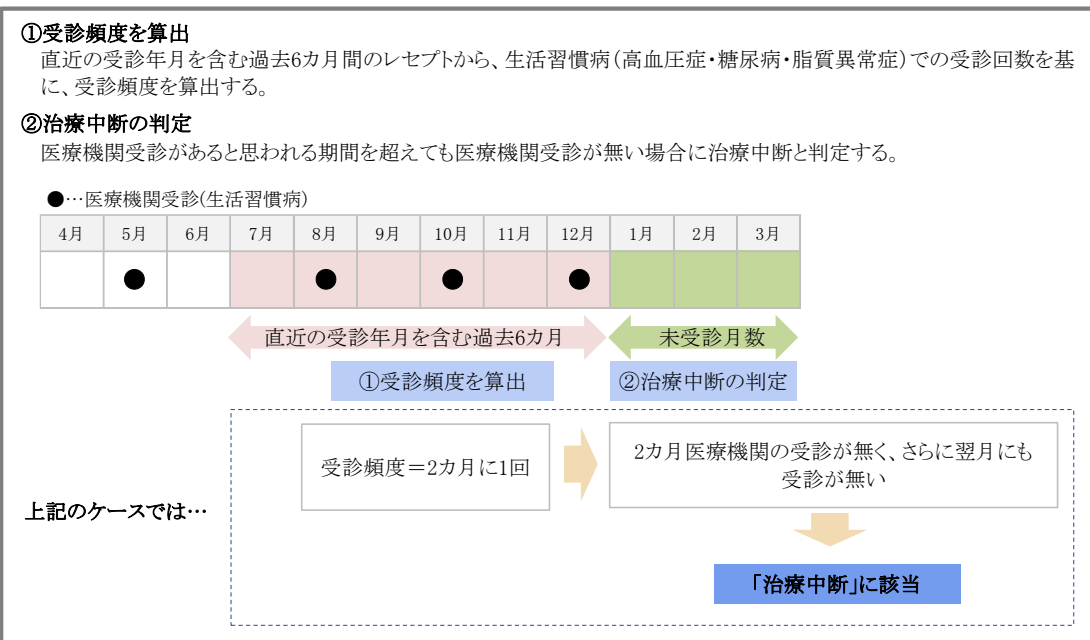 ①受診頻度を算出
直近の受診年月を含む過去6カ月間のレセプトから、生活習慣病(高血圧症・糖尿病・脂質異常症)での受診回数を基
に、受診頻度を算出する。
②治療中断の判定
医療機関受診があると思われる期間を超えても医療機関受診が無い場合に治療中断と判定する。
●…医療機関受診(生活習慣病)
4月 5月 6月 7月 8月 9月 10月 11月 12月 1月 2月 3月
● ● ● ●
直近の受診年月を含む過去6カ月 未受診月数
①受診頻度を算出 ②治療中断の判定
受診頻度＝2カ月に1回
2カ月医療機関の受診が無く、さらに翌月にも
受診が無い
上記のケースでは…
「治療中断」に該当